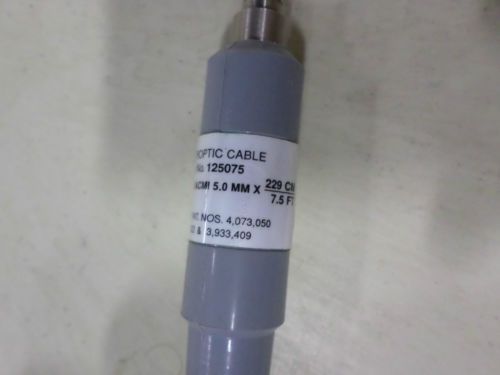 ROPTIC CABLE
No. 125075
ACMI 5.0 MM X 229 CM
7.5 FT
NOS. 4,073,050
& 3,933,409